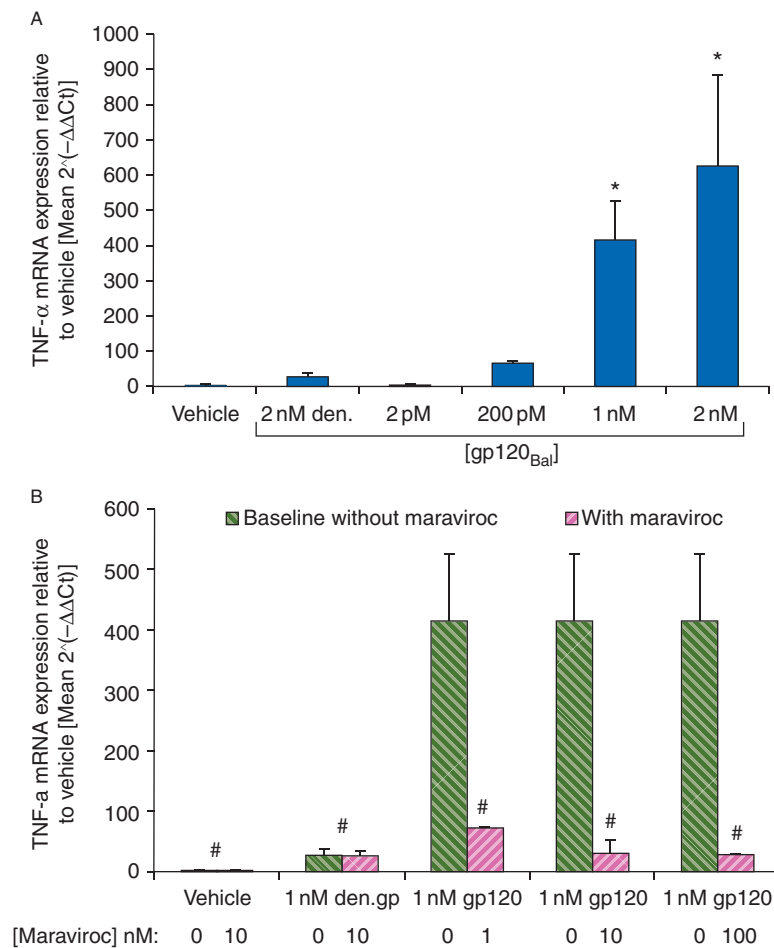 A
TNF-α mRNA expression relative
to vehicle [Mean 2^(−ΔΔCt)]
1000
900
800
700
600
500
400
300
200
100
0
*
*
Vehicle 2 nM den. 2 pM 200 pM 1 nM 2 nM
[gp120Bal]
B
TNF-a mRNA expression relative
to vehicle [Mean 2^(−ΔΔCt)]
600
500
400
300
200
100
0
Baseline without maraviroc With maraviroc
# # # # #
Vehicle 1 nM den.gp 1 nM gp120 1 nM gp120 1 nM gp120
[Maraviroc] nM: 0 10 0 10 0 1 0 10 0 100